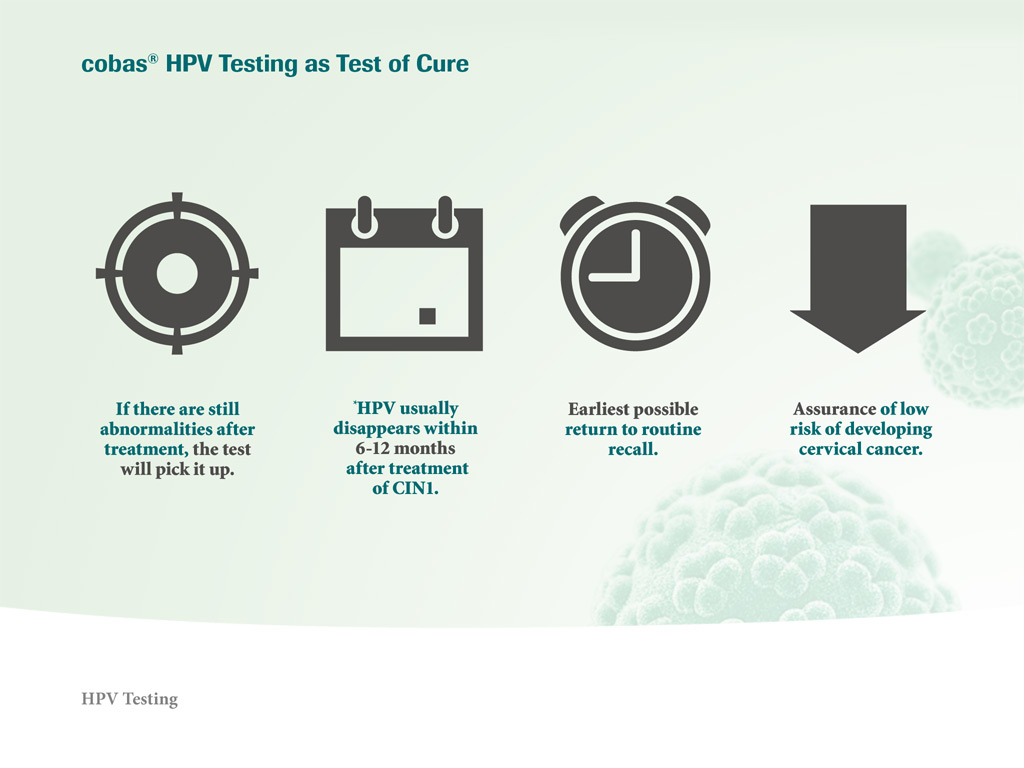 cobas® HPV Testing as Test of Cure
If there are still
abnormalities after
treatment, the test
will pick it up.
*HPV usually
disappears within
6-12 months
after treatment
of CIN1.
Earliest possible
return to routine
recall.
Assurance of low
risk of developing
cervical cancer.
HPV Testing